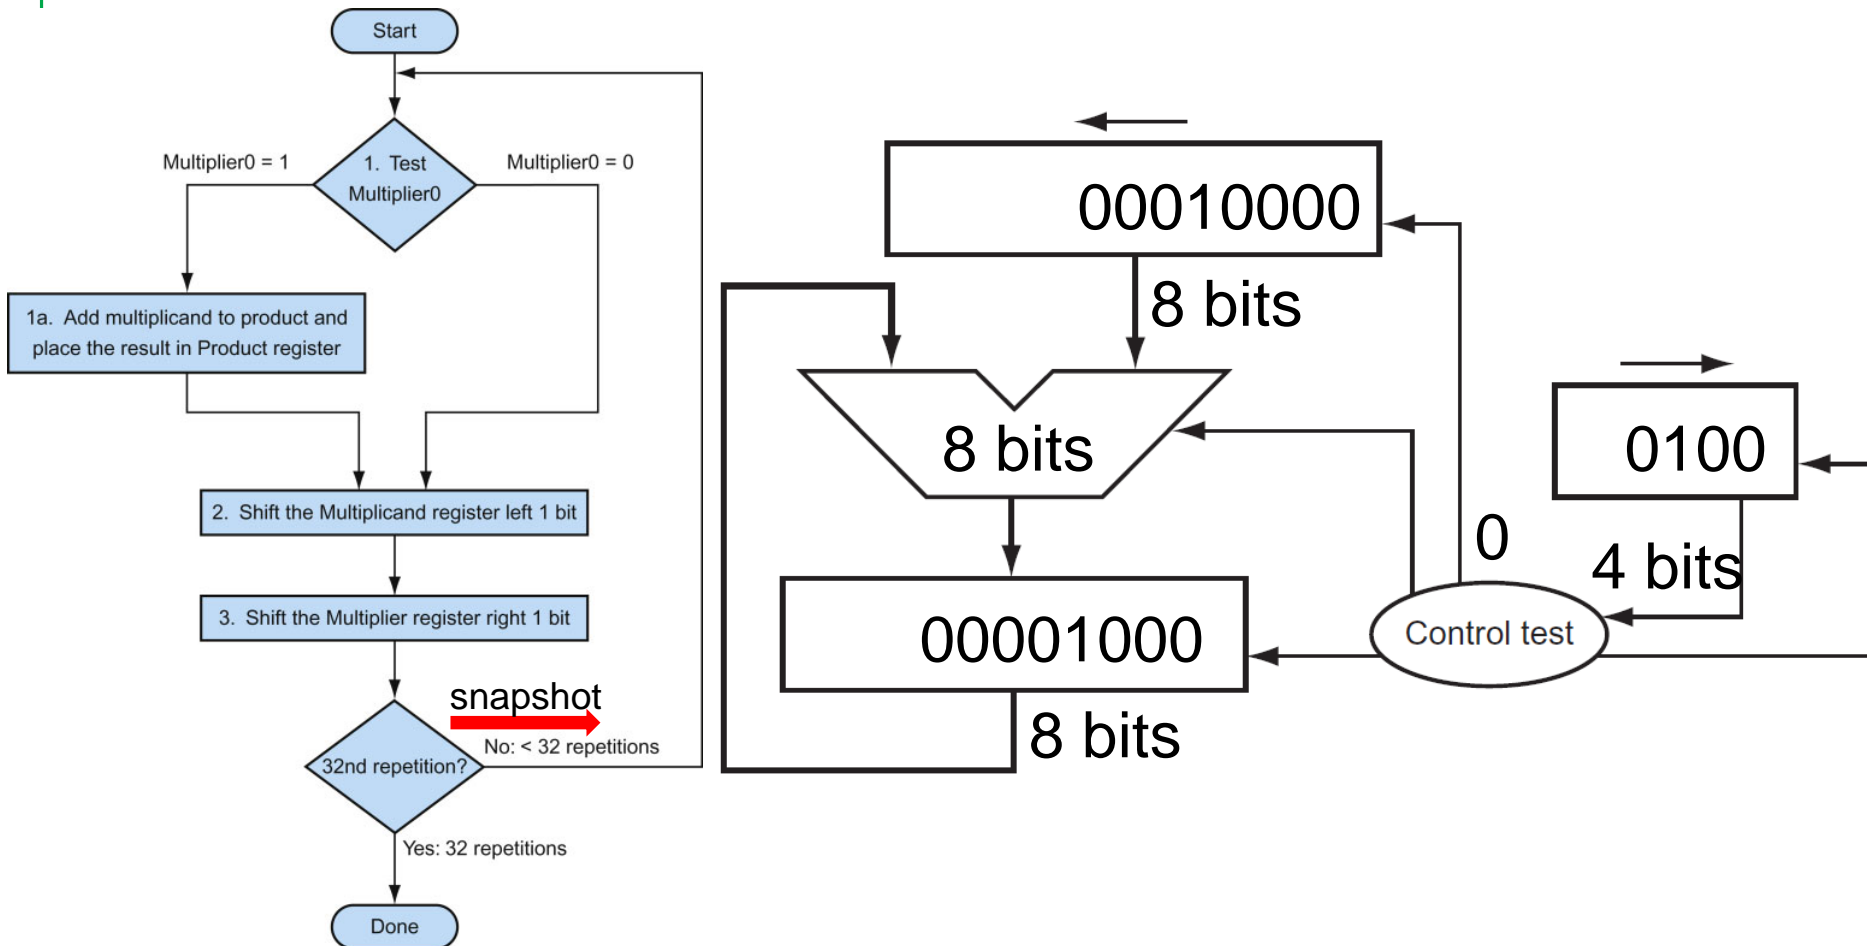 Start
Multiplier0 = 1
1. Test
Multiplier0
Multiplier0 = 0
1a. Add multiplicand to product and
place the result in Product register
2. Shift the Multiplicand register left 1 bit
3. Shift the Multiplier register right 1 bit
snapshot
32nd repetition?
No: < 32 repetitions
Yes: 32 repetitions
Done
00010000
8 bits
8 bits
0100
0
4 bits
Control test
00001000
8 bits